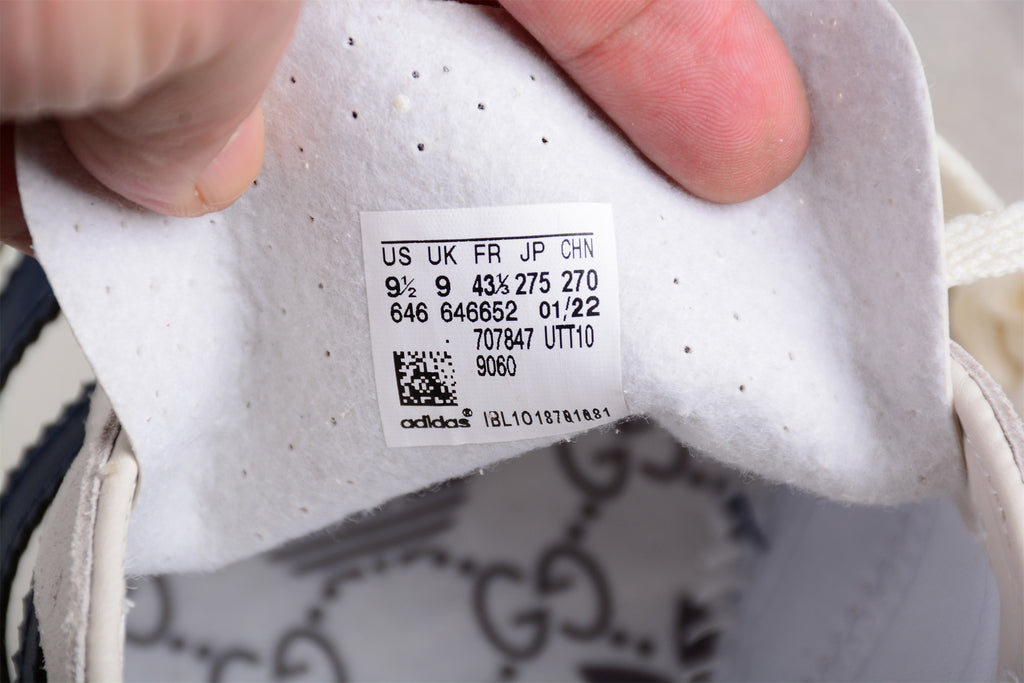 US UK FR JP CHN
9½ 9 43⅓ 275 270
646 646652 01/22
707847 UTT10
9060
adidas®